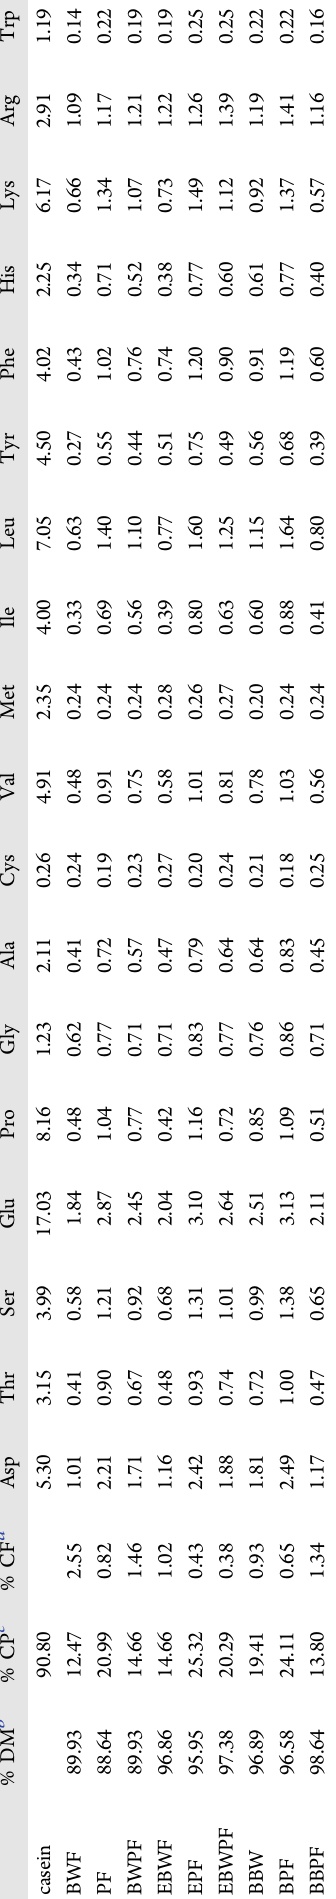 % DMᵇ % CPᶜ % CFᵃ Asp Thr Ser Glu Pro Gly Ala Cys Val Met Ile Leu Tyr Phe His Lys Arg Trp
casein 90.80 5.30 3.15 3.99 17.03 8.16 1.23 2.11 0.26 4.91 2.35 4.00 7.05 4.50 4.02 2.25 6.17 2.91 1.19
BWF 89.93 12.47 2.55 1.01 0.41 0.58 1.84 0.48 0.62 0.41 0.24 0.48 0.24 0.33 0.63 0.27 0.43 0.34 0.66 1.09 0.14
PF 88.64 20.99 0.82 2.21 0.90 1.21 2.87 1.04 0.77 0.72 0.19 0.91 0.24 0.69 1.40 0.55 1.02 0.71 1.34 1.17 0.22
BWPF 89.93 14.66 1.46 1.71 0.67 0.92 2.45 0.77 0.71 0.57 0.23 0.75 0.24 0.56 1.10 0.44 0.76 0.52 1.07 1.21 0.19
EBWF 96.86 14.66 1.02 1.16 0.48 0.68 2.04 0.42 0.71 0.47 0.27 0.58 0.28 0.39 0.77 0.51 0.74 0.38 0.73 1.22 0.19
EPF 95.95 25.32 0.43 2.42 0.93 1.31 3.10 1.16 0.83 0.79 0.20 1.01 0.26 0.80 1.60 0.75 1.20 0.77 1.49 1.26 0.25
EBWPF 97.38 20.29 0.38 1.88 0.74 1.01 2.64 0.72 0.77 0.64 0.24 0.81 0.27 0.63 1.25 0.49 0.90 0.60 1.12 1.39 0.25
BBW 96.89 19.41 0.93 1.81 0.72 0.99 2.51 0.85 0.76 0.64 0.21 0.78 0.20 0.60 1.15 0.56 0.91 0.61 0.92 1.19 0.22
BPF 96.58 24.11 0.65 2.49 1.00 1.38 3.13 1.09 0.86 0.83 0.18 1.03 0.24 0.88 1.64 0.68 1.19 0.77 1.37 1.41 0.22
BBPF 98.64 13.80 1.34 1.17 0.47 0.65 2.11 0.51 0.71 0.45 0.25 0.56 0.24 0.41 0.80 0.39 0.60 0.40 0.57 1.16 0.16